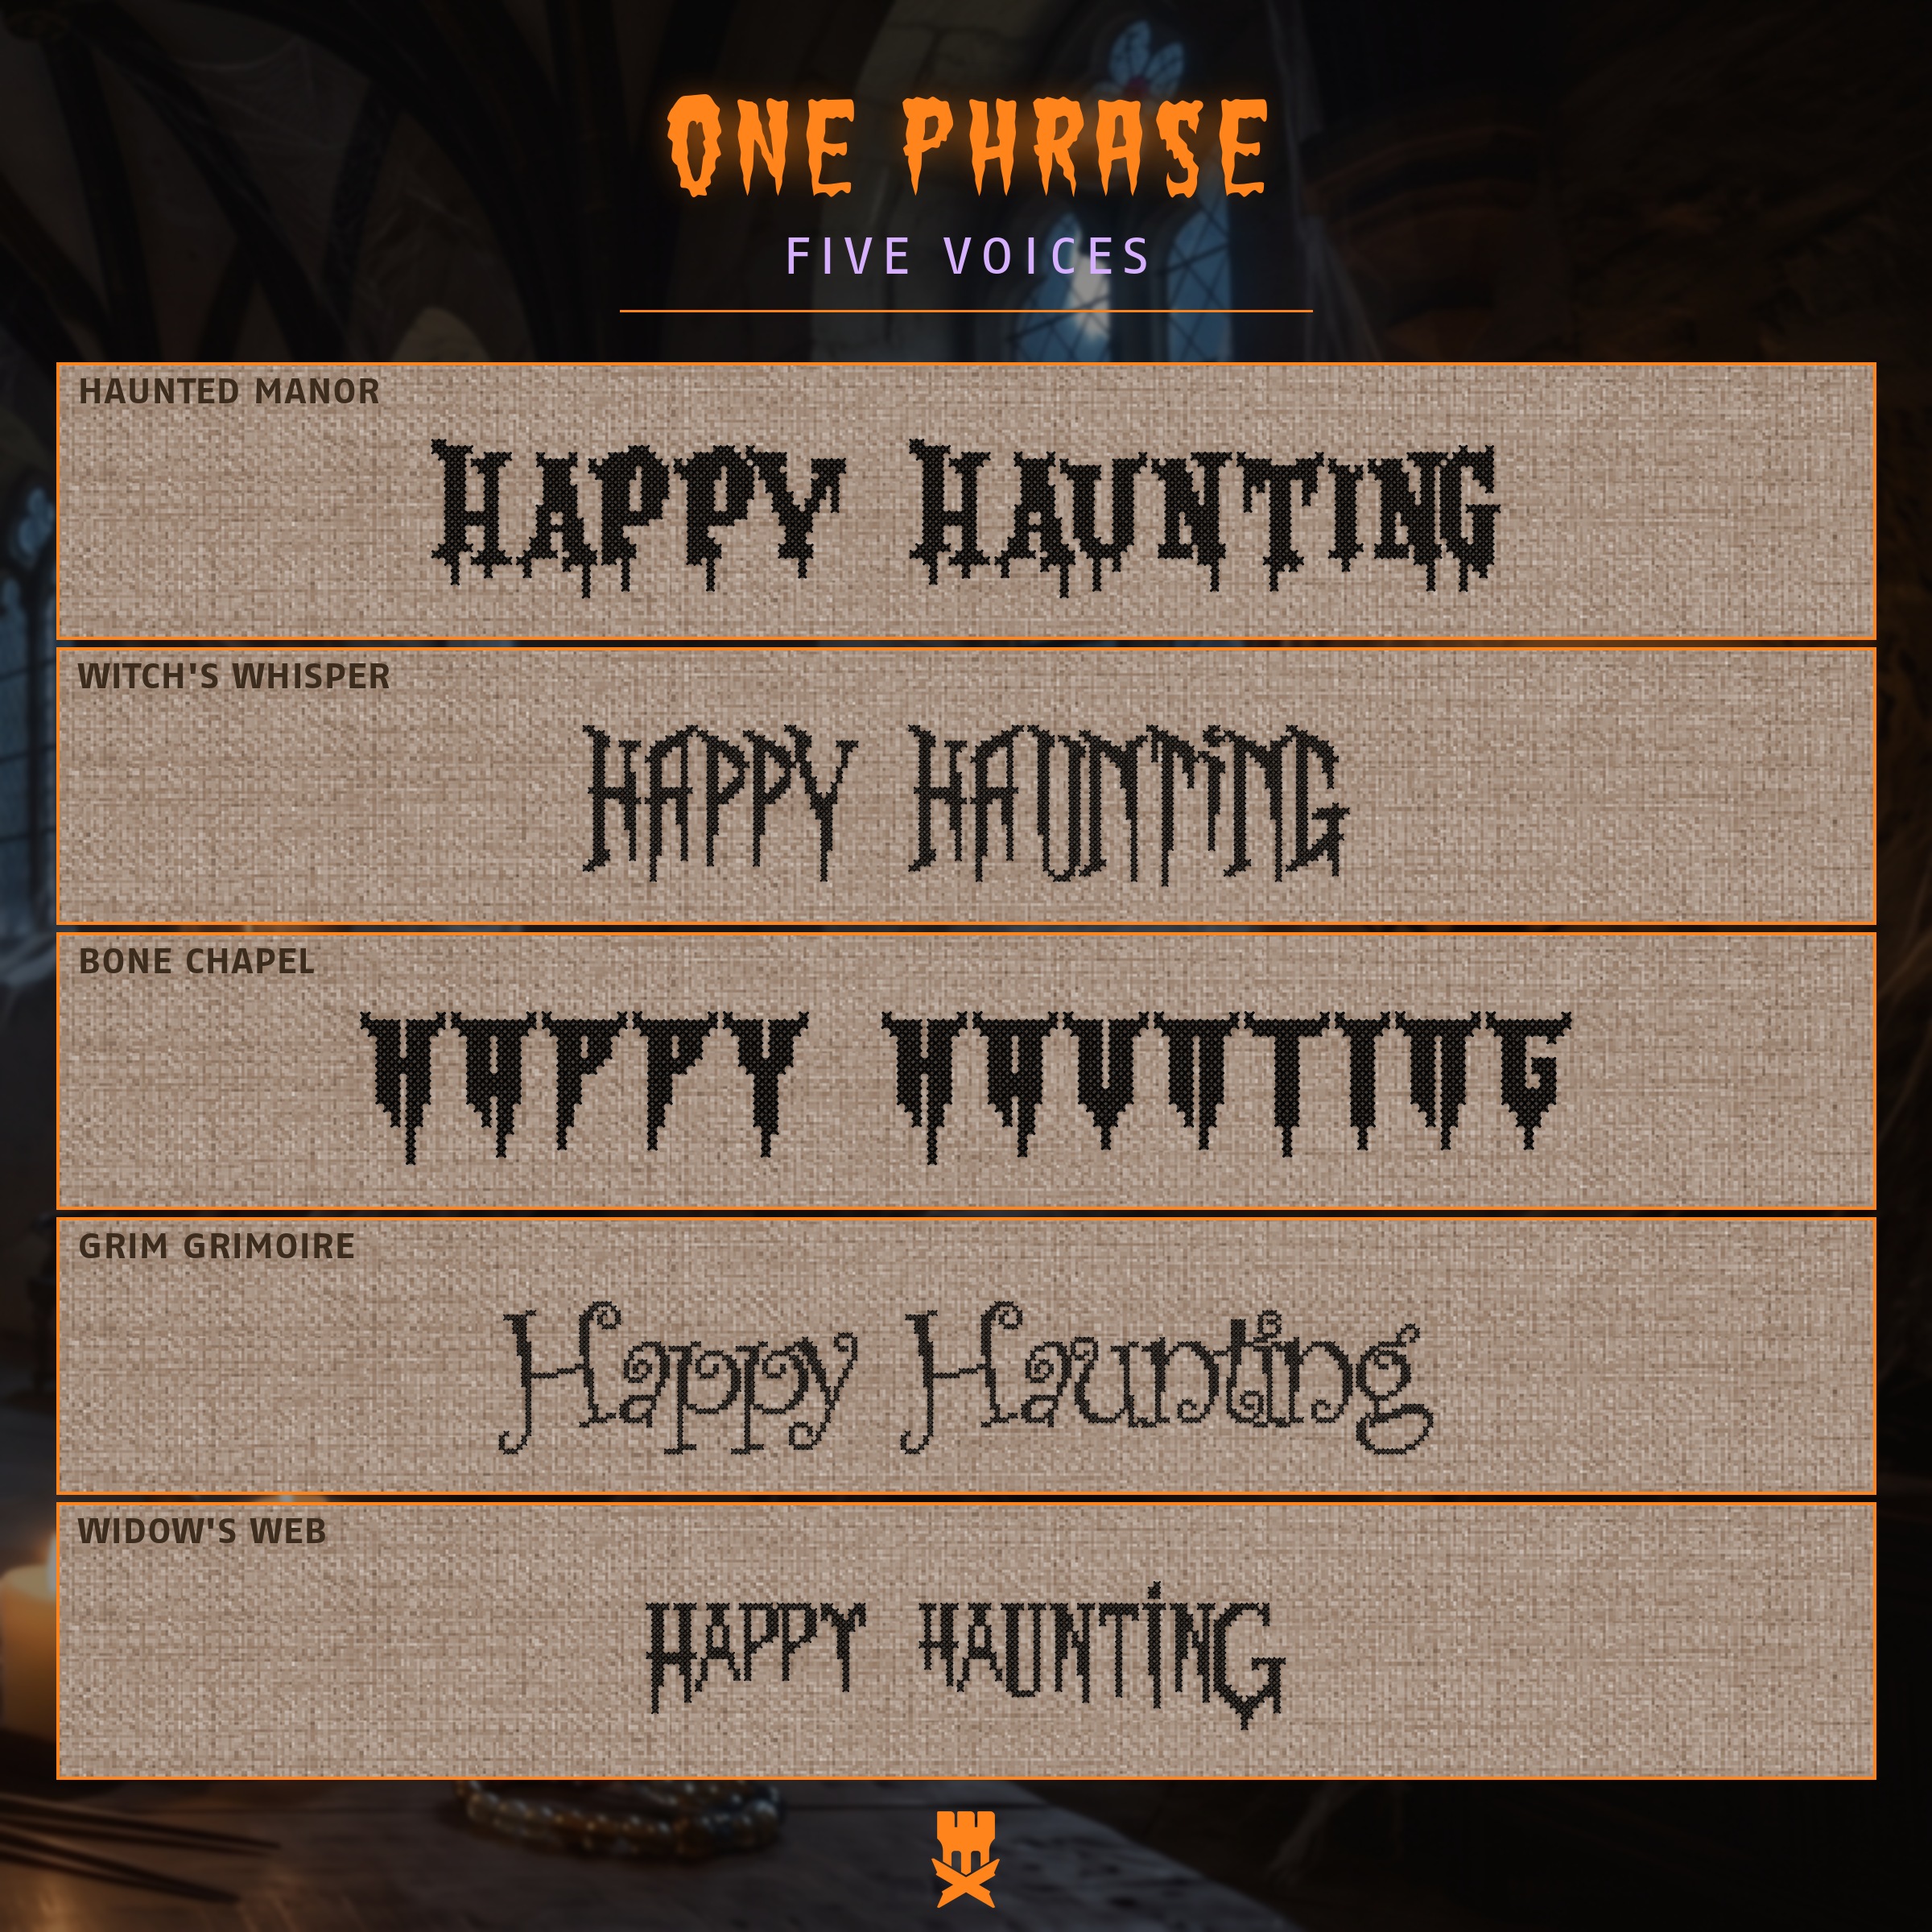 ONE PHRASE
FIVE VOICES
HAUNTED MANOR
HAPPY HAUNTING
WITCH'S WHISPER
HAPPY HAUNTiNG
BONE CHAPEL
HAPPY HAUNTING
GRIM GRIMOIRE
Happy Haunting
WIDOW'S WEB
HAPPY HAUNTiNG